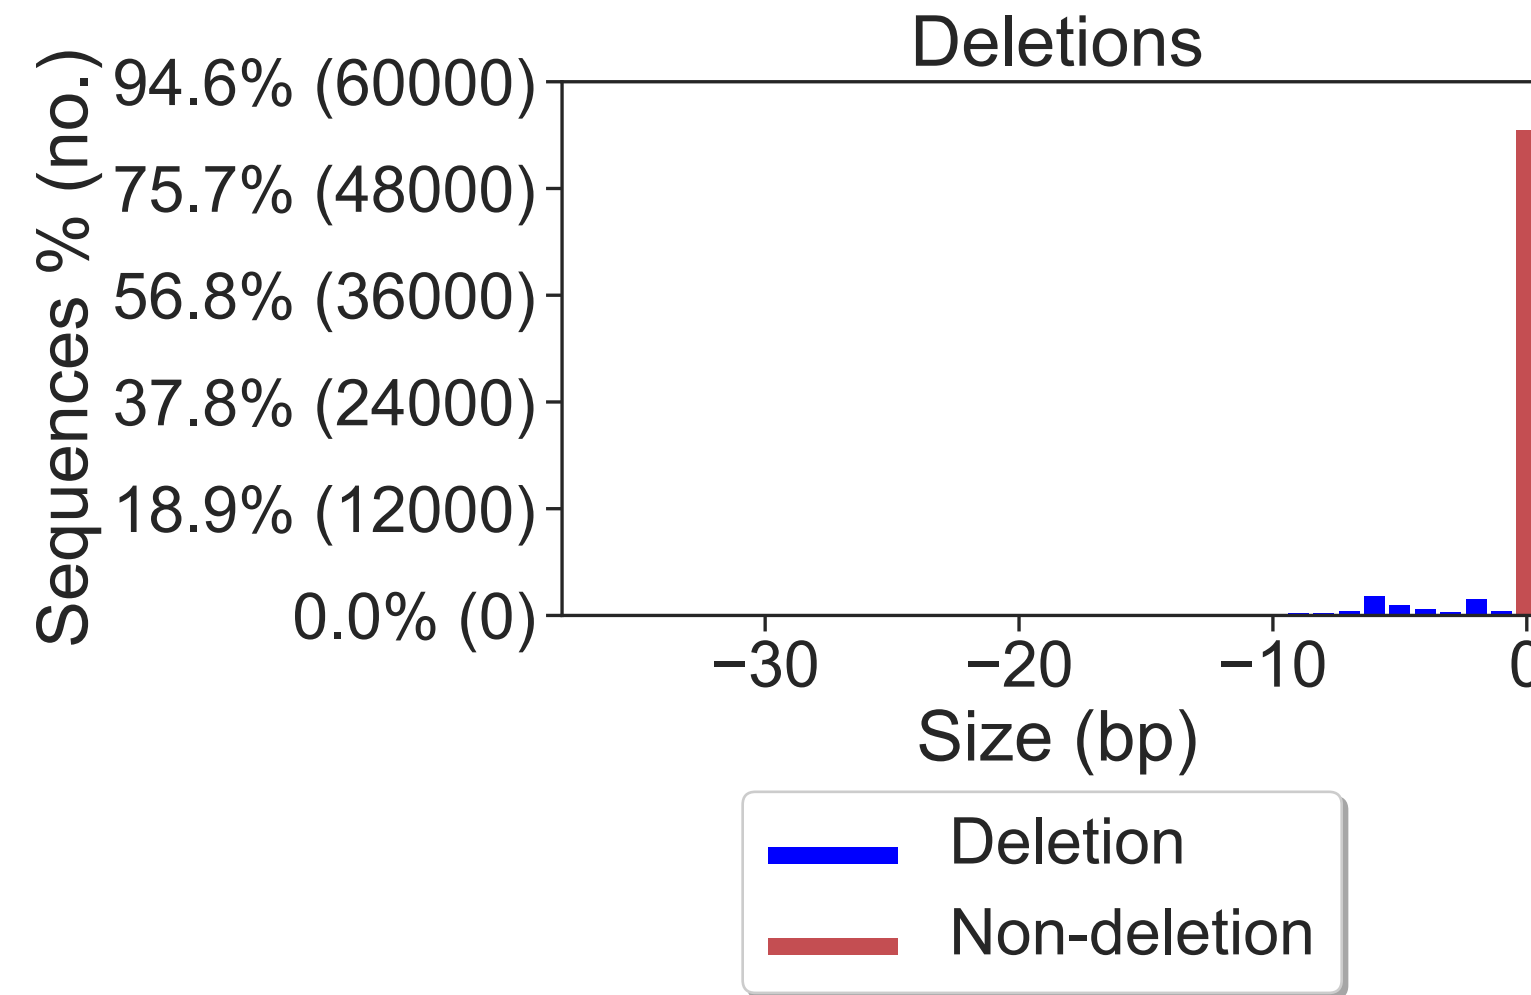 Deletions
Sequences % (no.)
94.6% (60000)
75.7% (48000)
56.8% (36000)
37.8% (24000)
18.9% (12000)
0.0% (0)
−30 −20 −10 0
Size (bp)
Deletion
Non-deletion